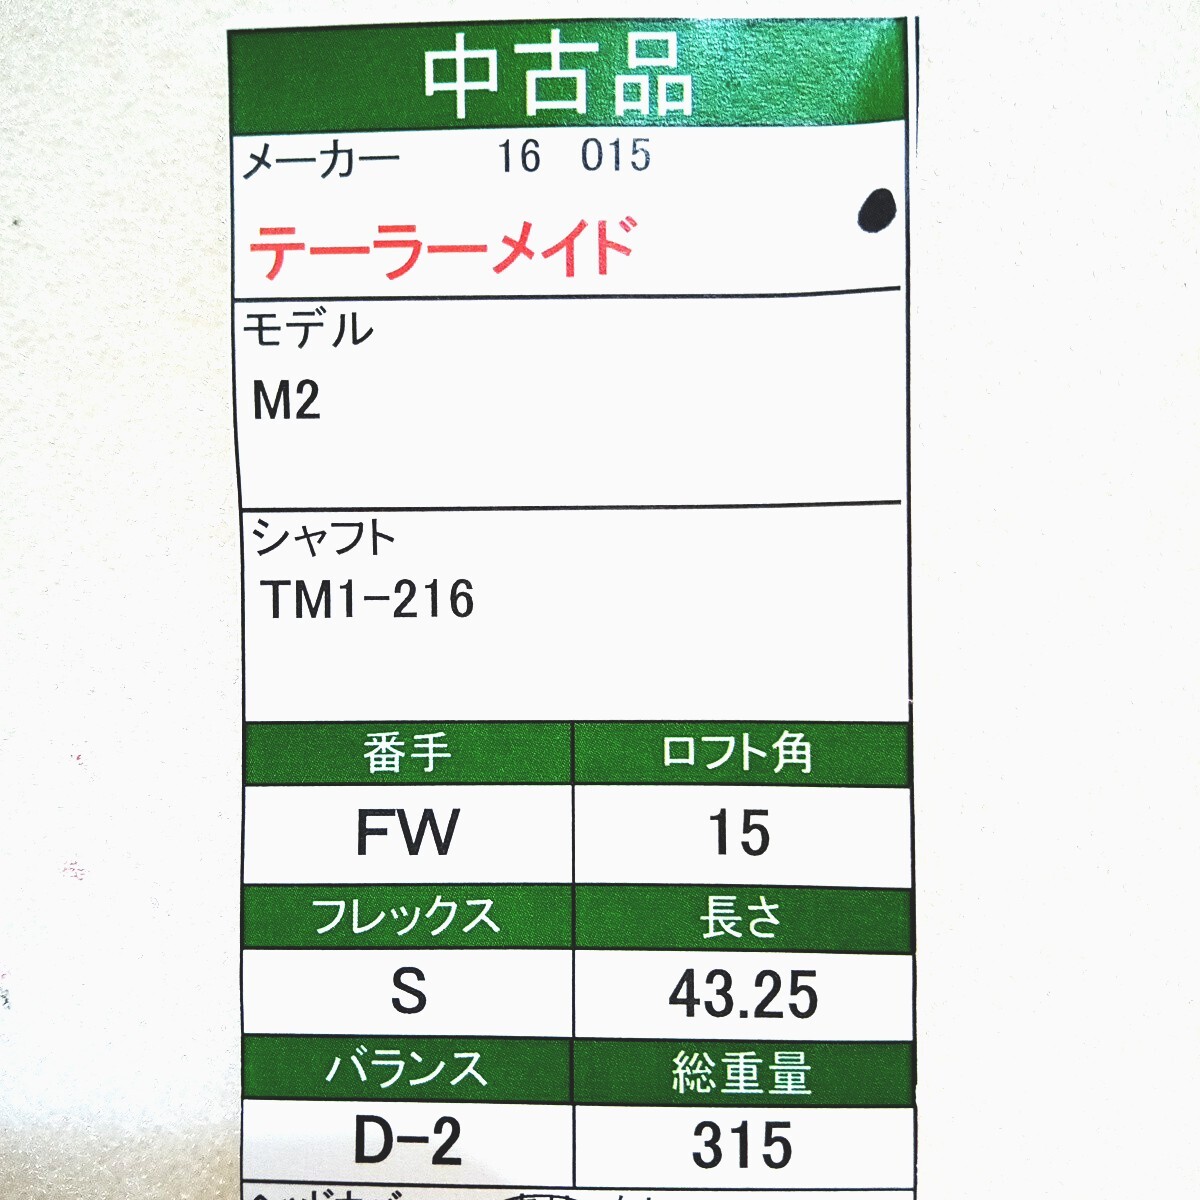 中古品
メーカー 16 015
テーラーメイド
モデル
M2
シャフト
TM1-216
番手 ロフト角
FW 15
フレックス 長さ
S 43.25
バランス 総重量
D-2 315